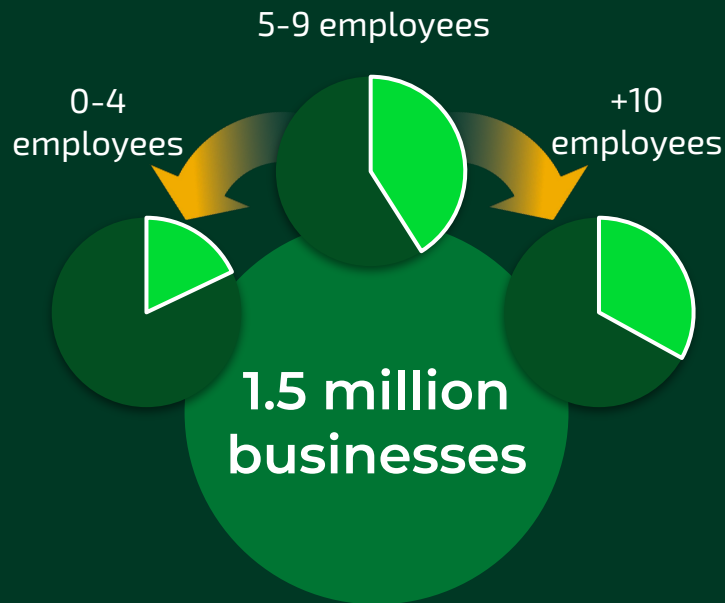 5-9 employees
0-4
employees
+10
employees
1.5 million
businesses